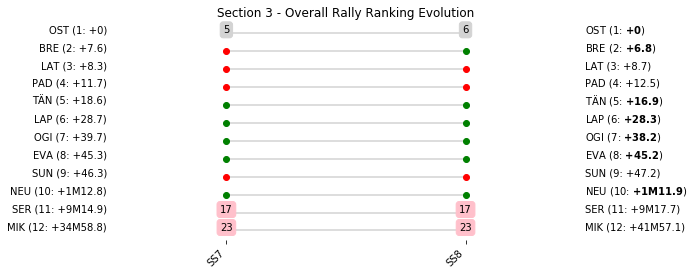 Section 3 - Overall Rally Ranking Evolution
OST (1: +0) 5 6 OST (1: +0)
BRE (2: +7.6) BRE (2: +6.8)
LAT (3: +8.3) LAT (3: +8.7)
PAD (4: +11.7) PAD (4: +12.5)
TÄN (5: +18.6) TÄN (5: +16.9)
LAP (6: +28.7) LAP (6: +28.3)
OGI (7: +39.7) OGI (7: +38.2)
EVA (8: +45.3) EVA (8: +45.2)
SUN (9: +46.3) SUN (9: +47.2)
NEU (10: +1M12.8) NEU (10: +1M11.9)
SER (11: +9M14.9) 17 17 SER (11: +9M17.7)
MIK (12: +34M58.8) 23 23 MIK (12: +41M57.1)
SS7 SS8